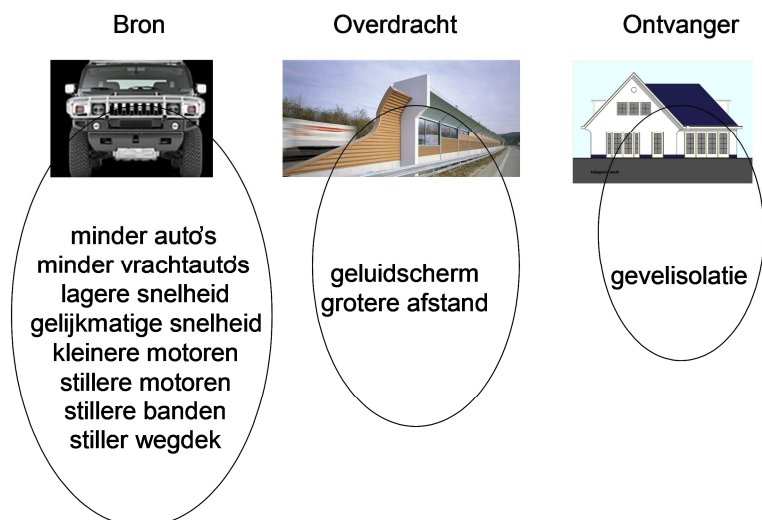 Bron
Overdracht
Ontvanger
minder auto's
minder vrachtauto's
lagere snelheid
gelijkmatige snelheid
kleinere motoren
stillere motoren
stillere banden
stiller wegdek
geluidscherm
grotere afstand
gevelisolatie